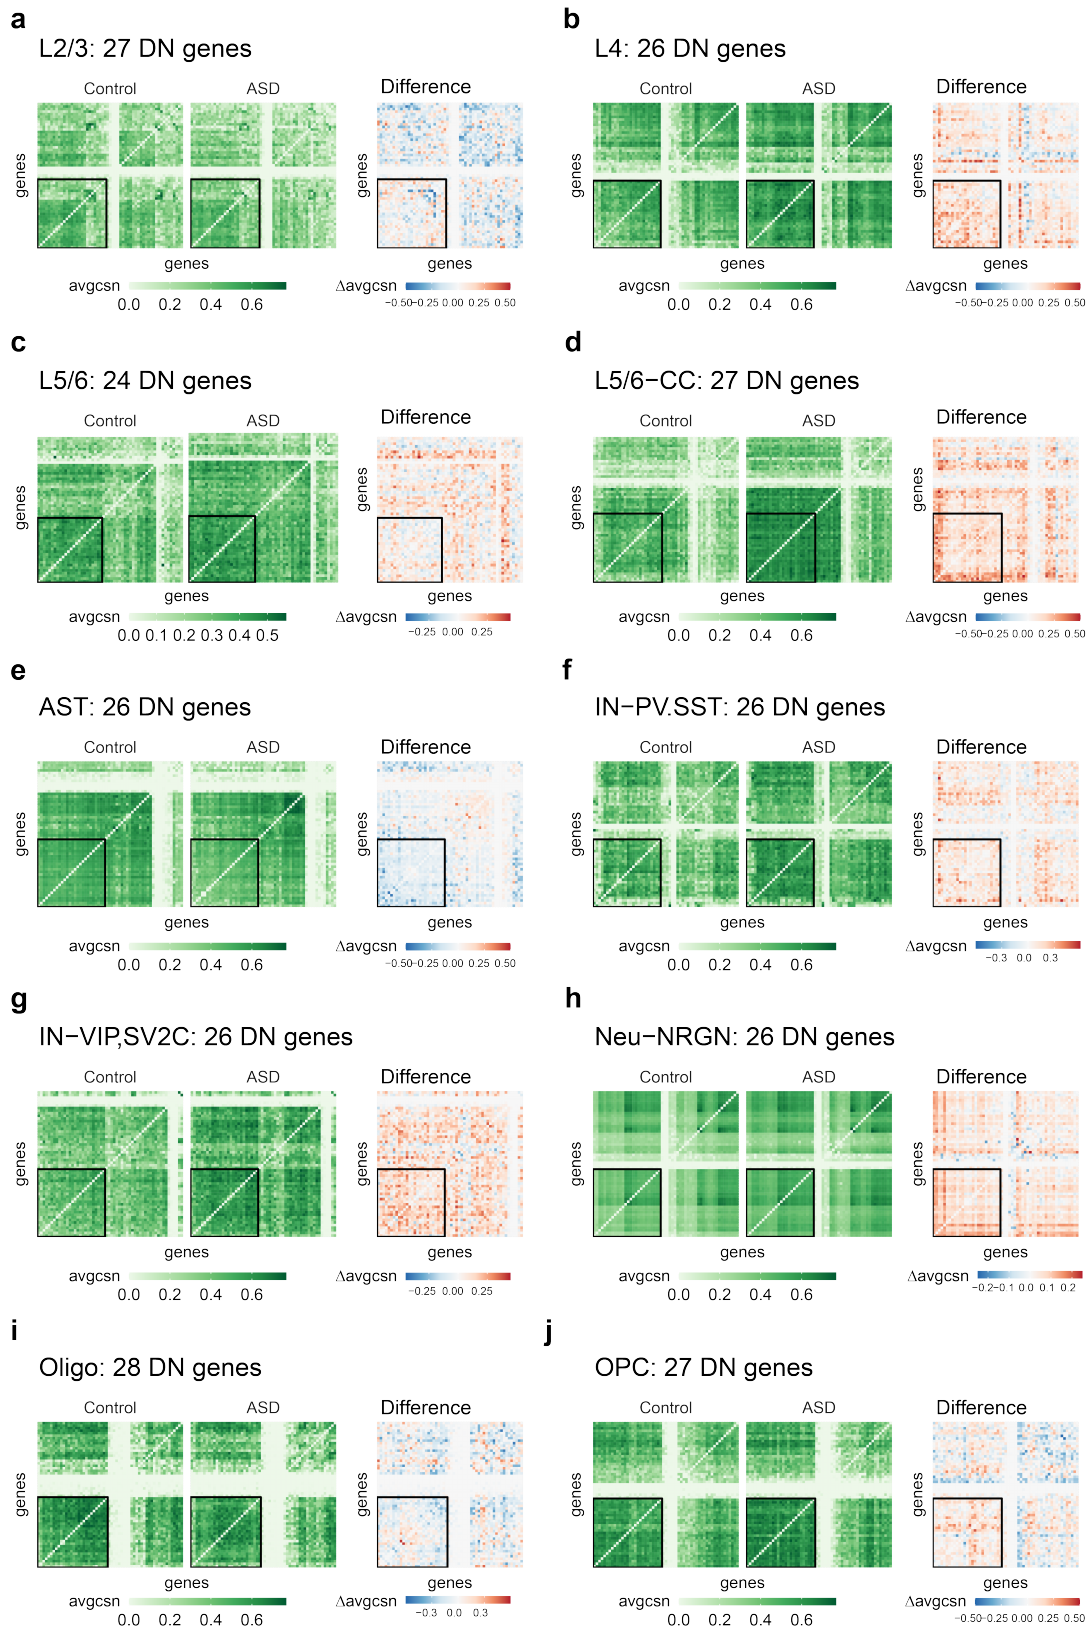 a
L2/3: 27 DN genes
Control ASD Difference
genes
genes genes
avgcsn 0.0 0.2 0.4 0.6
Δavgcsn −0.50−0.25 0.00 0.25 0.50
b
L4: 26 DN genes
Control ASD Difference
genes genes
genes genes
avgcsn 0.0 0.2 0.4 0.6
Δavgcsn −0.50−0.25 0.00 0.25 0.50
c
L5/6: 24 DN genes
Control ASD Difference
genes
genes genes
avgcsn 0.0 0.1 0.2 0.3 0.4 0.5
Δavgcsn −0.25 0.00 0.25
d
L5/6−CC: 27 DN genes
Control ASD Difference
genes genes
genes genes
avgcsn 0.0 0.2 0.4 0.6
Δavgcsn −0.50−0.25 0.00 0.25 0.50
e
AST: 26 DN genes
Control ASD Difference
genes
genes genes
avgcsn 0.0 0.2 0.4 0.6
Δavgcsn −0.50−0.25 0.00 0.25 0.50
f
IN−PV.SST: 26 DN genes
Control ASD Difference
genes genes
genes genes
avgcsn 0.0 0.2 0.4 0.6
Δavgcsn −0.3 0.0 0.3
g
IN−VIP,SV2C: 26 DN genes
Control ASD Difference
genes
genes genes
avgcsn 0.0 0.2 0.4 0.6
Δavgcsn −0.25 0.00 0.25
h
Neu−NRGN: 26 DN genes
Control ASD Difference
genes genes
genes genes
avgcsn 0.0 0.2 0.4 0.6
Δavgcsn −0.2−0.1 0.0 0.1 0.2
i
Oligo: 28 DN genes
Control ASD Difference
genes
genes genes
avgcsn 0.0 0.2 0.4 0.6
Δavgcsn −0.3 0.0 0.3
j
OPC: 27 DN genes
Control ASD Difference
genes genes
genes genes
avgcsn 0.0 0.2 0.4 0.6
Δavgcsn −0.50−0.25 0.00 0.25 0.50